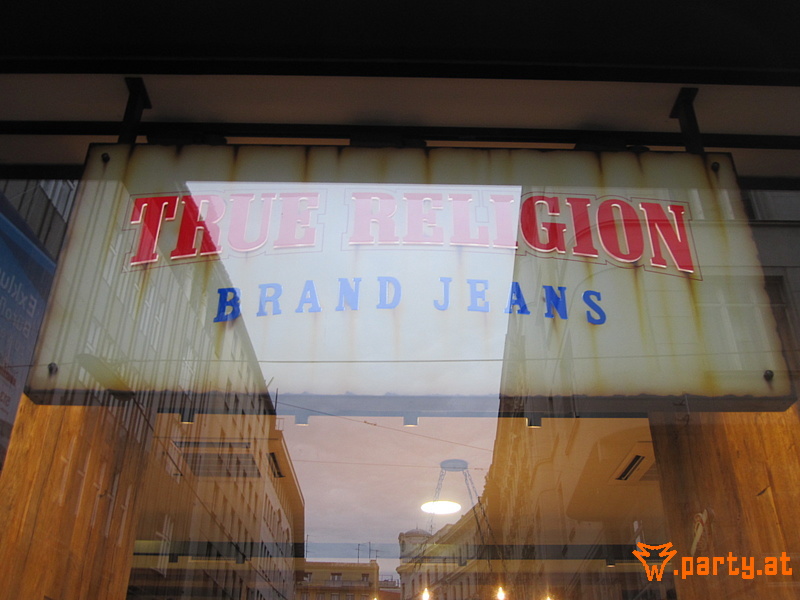 TRUE RELIGION
BRAND JEANS
w.party.at